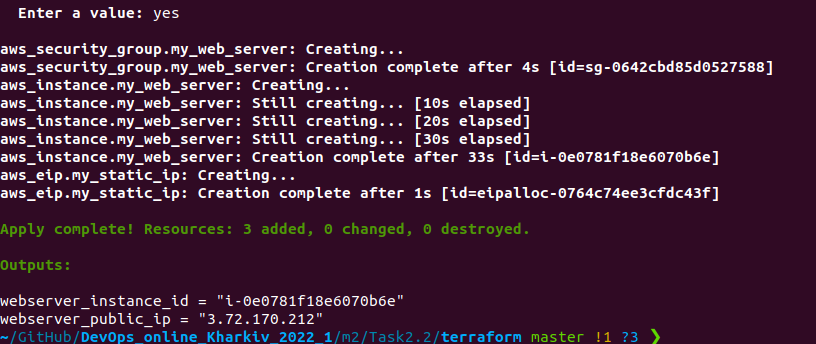 Enter a value: yes
aws_security_group.my_web_server: Creating...
aws_security_group.my_web_server: Creation complete after 4s [id=sg-0642cbd85d0527588]
aws_instance.my_web_server: Creating...
aws_instance.my_web_server: Still creating... [10s elapsed]
aws_instance.my_web_server: Still creating... [20s elapsed]
aws_instance.my_web_server: Still creating... [30s elapsed]
aws_instance.my_web_server: Creation complete after 33s [id=i-0e0781f18e6070b6e]
aws_eip.my_static_ip: Creating...
aws_eip.my_static_ip: Creation complete after 1s [id=eipalloc-0764c74ee3cfdc43f]
Apply complete! Resources: 3 added, 0 changed, 0 destroyed.
Outputs:
webserver_instance_id = "i-0e0781f18e6070b6e"
webserver_public_ip = "3.72.170.212"
~/GitHub/DevOps_online_Kharkiv_2022_1/m2/Task2.2/terraform master !1 ?3 ❯